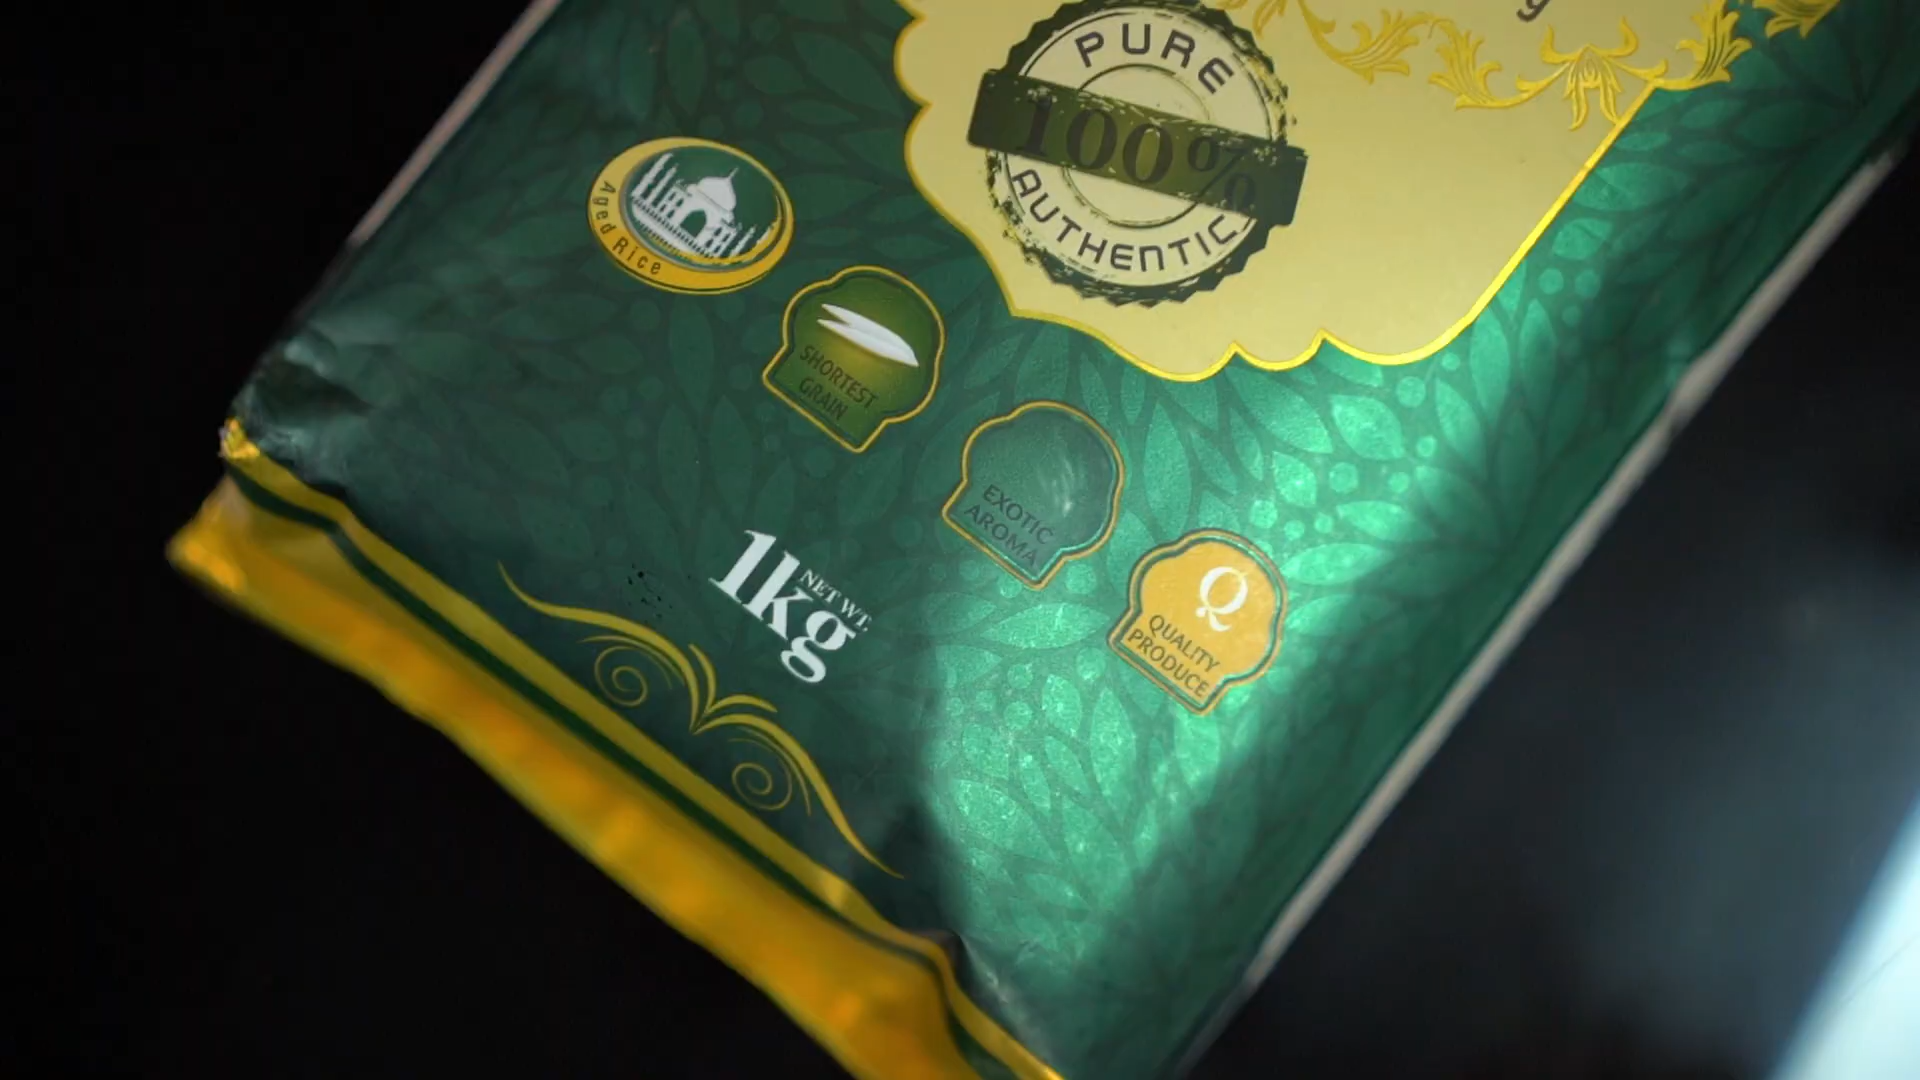 y
PURE
100%
AUTHENTIC
Aged Rice
SHORTEST
GRAIN
EXOTIC
AROMA
Q
QUALITY
PRODUCE
NET WT.
1kg